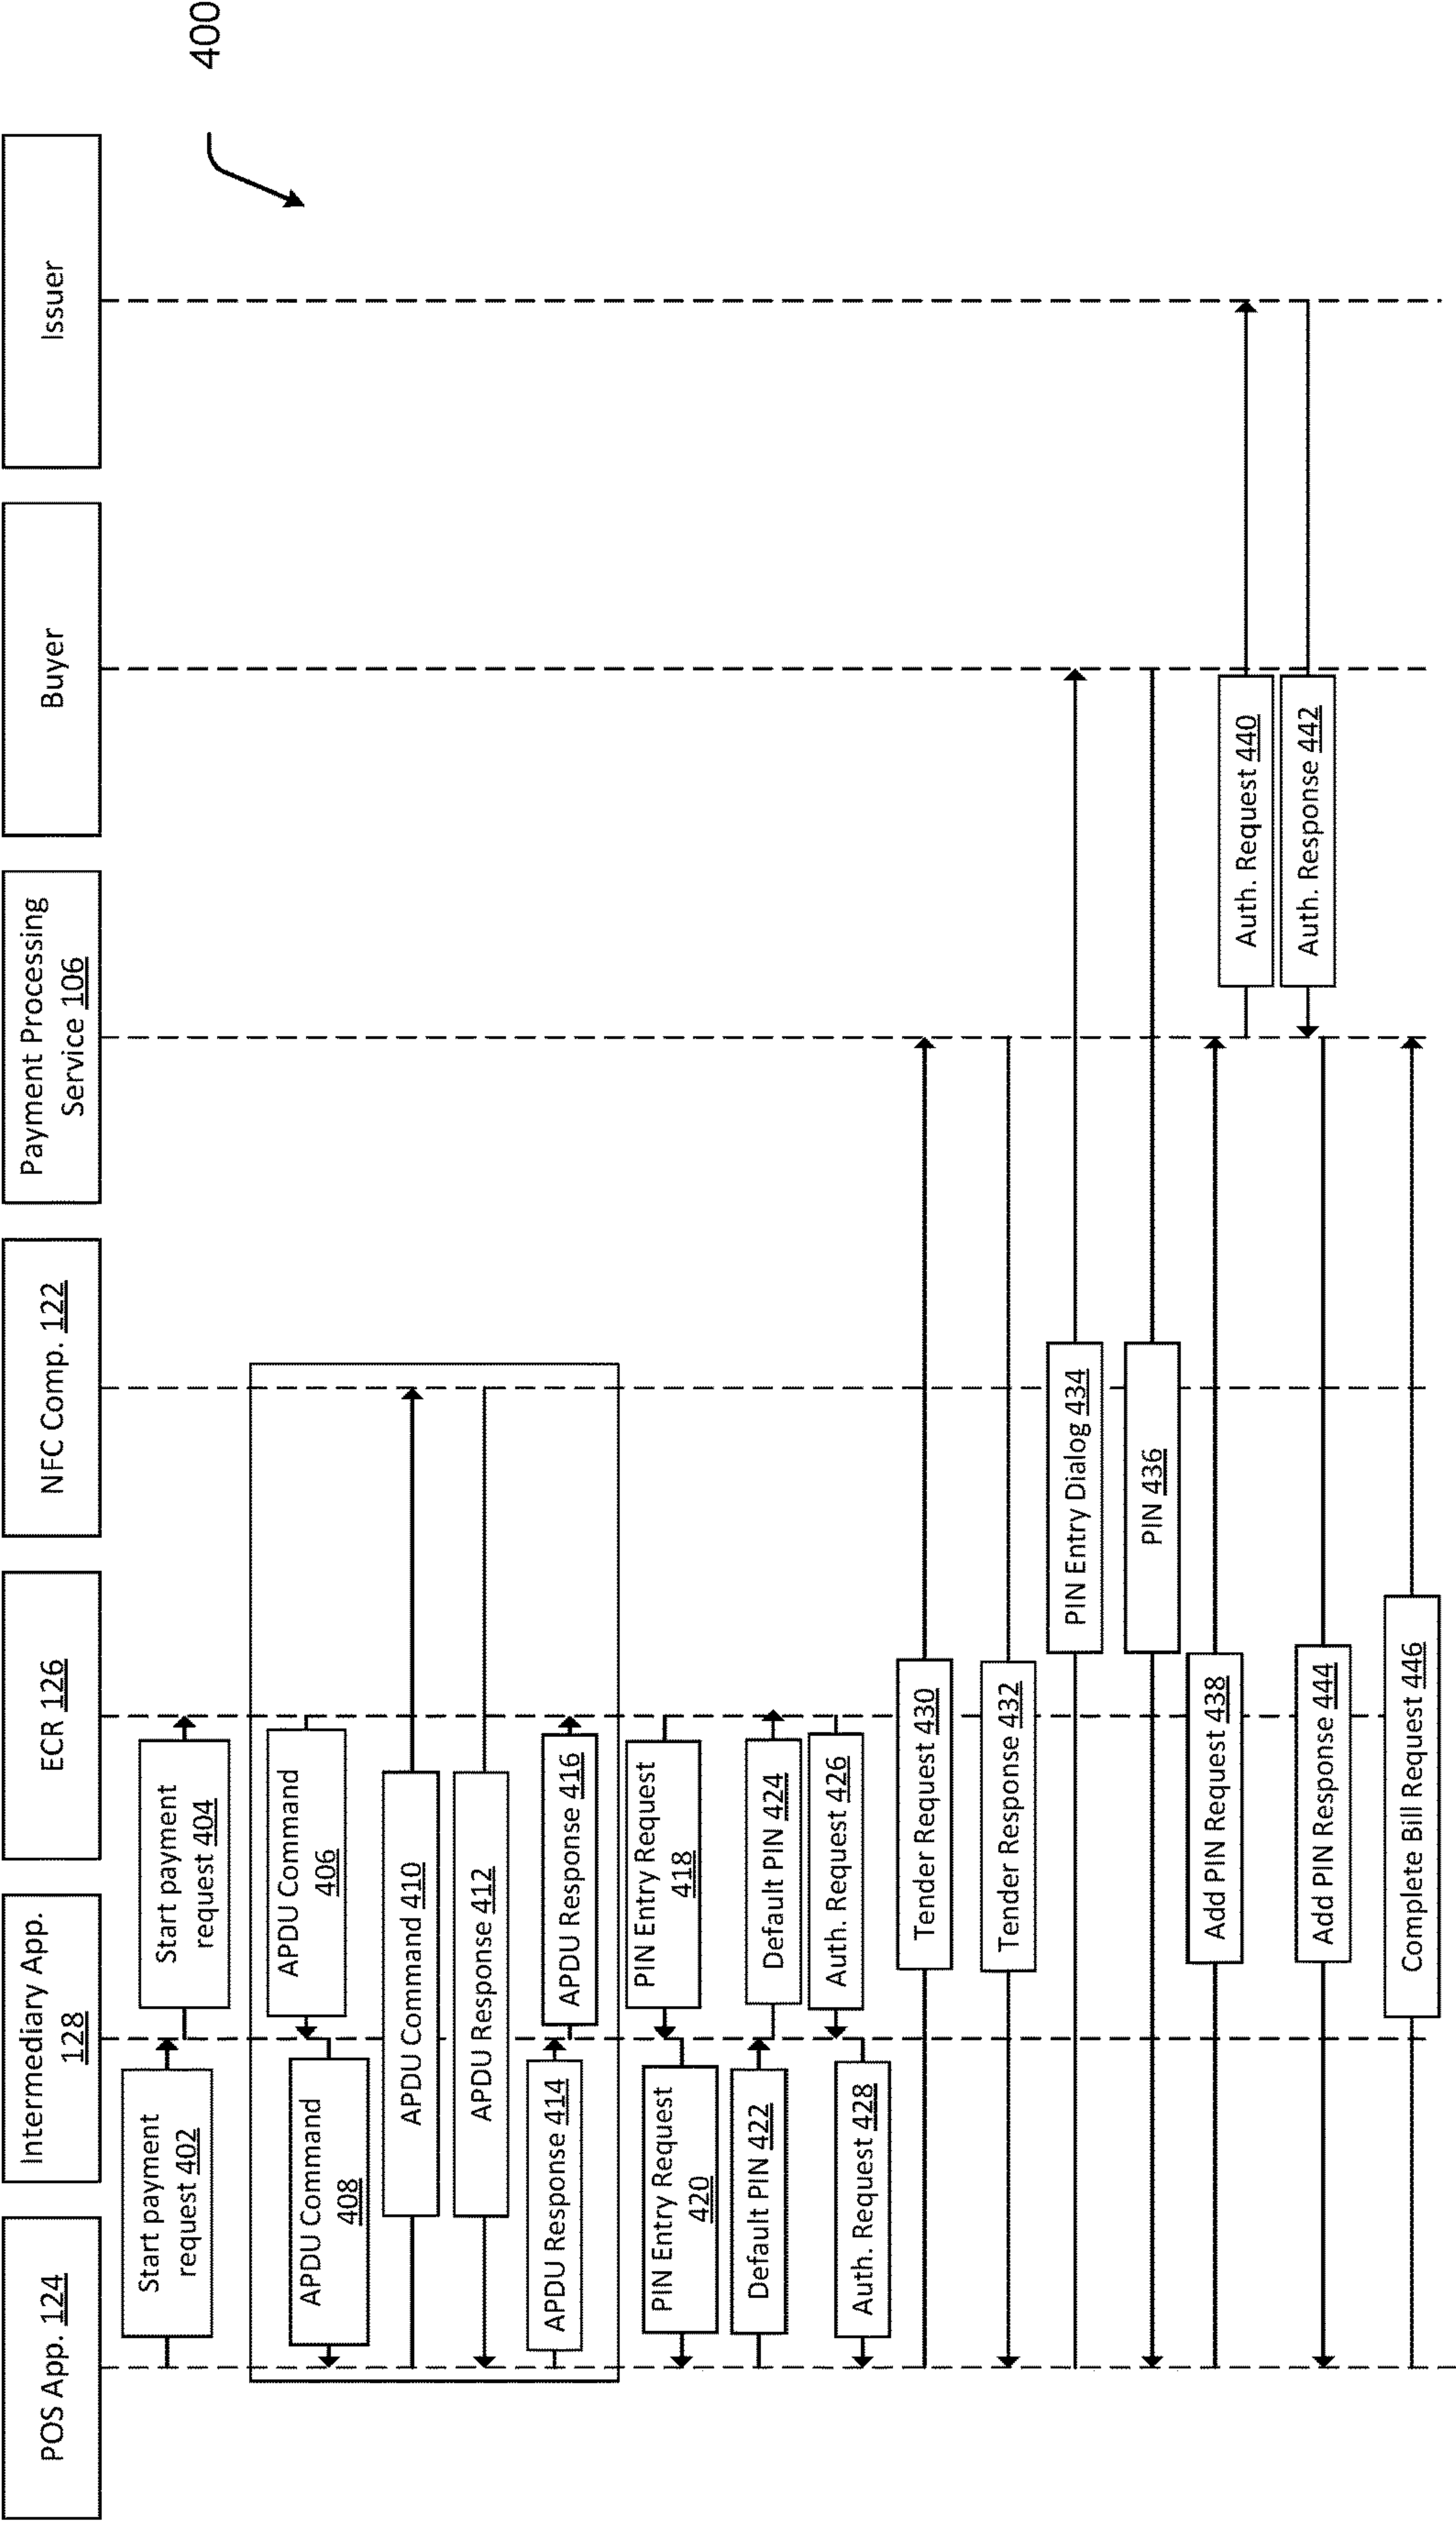 400
POS App. 124
Intermediary App.
128
ECR 126
NFC Comp. 122
Payment Processing
Service 106
Buyer
Issuer
Start payment
request 402
Start payment
request 404
APDU Command
406
APDU Command
408
APDU Command 410
APDU Response 412
APDU Response 414
APDU Response 416
PIN Entry Request
418
PIN Entry Request
420
Default PIN 422
Default PIN 424
Auth. Request 426
Auth. Request 428
Tender Request 430
Tender Response 432
PIN Entry Dialog 434
PIN 436
Add PIN Request 438
Auth. Request 440
Auth. Response 442
Add PIN Response 444
Complete Bill Request 446